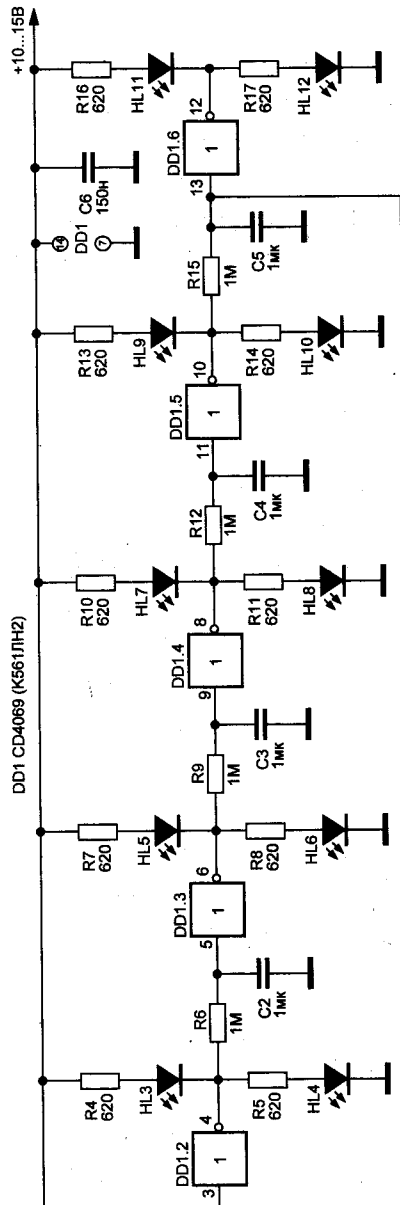 +10...15В
R16
620
HL11
R17
620
HL12
12
1
DD1.6
13
C6
150н
14
DD1
7
C5
1мк
R15
1М
R13
620
HL9
R14
620
HL10
10
1
DD1.5
11
C4
1мк
R12
1М
R10
620
HL7
R11
620
HL8
8
1
DD1.4
9
DD1 CD4069 (К561ЛН2)
C3
1мк
R9
1М
R7
620
HL5
R8
620
HL6
6
1
DD1.3
5
C2
1мк
R6
1М
R4
620
HL3
R5
620
HL4
4
1
DD1.2
3